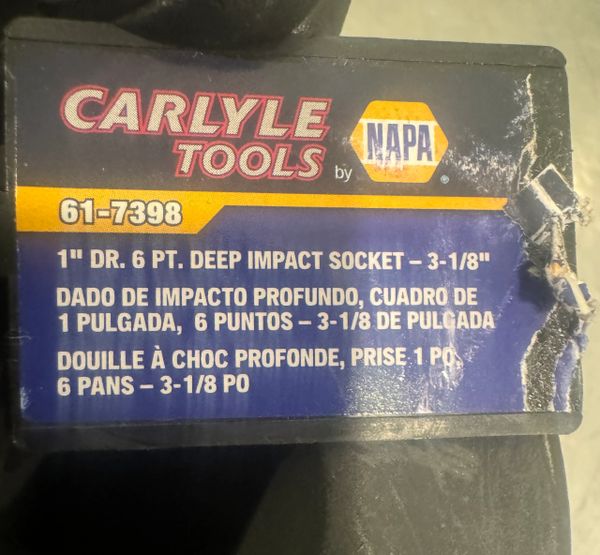 CARLYLE
TOOLS by NAPA
61-7398
1" DR. 6 PT. DEEP IMPACT SOCKET – 3-1/8"
DADO DE IMPACTO PROFUNDO, CUADRO DE
1 PULGADA, 6 PUNTOS – 3-1/8 DE PULGADA
DOUILLE À CHOC PROFONDE, PRISE 1 PO,
6 PANS – 3-1/8 PO